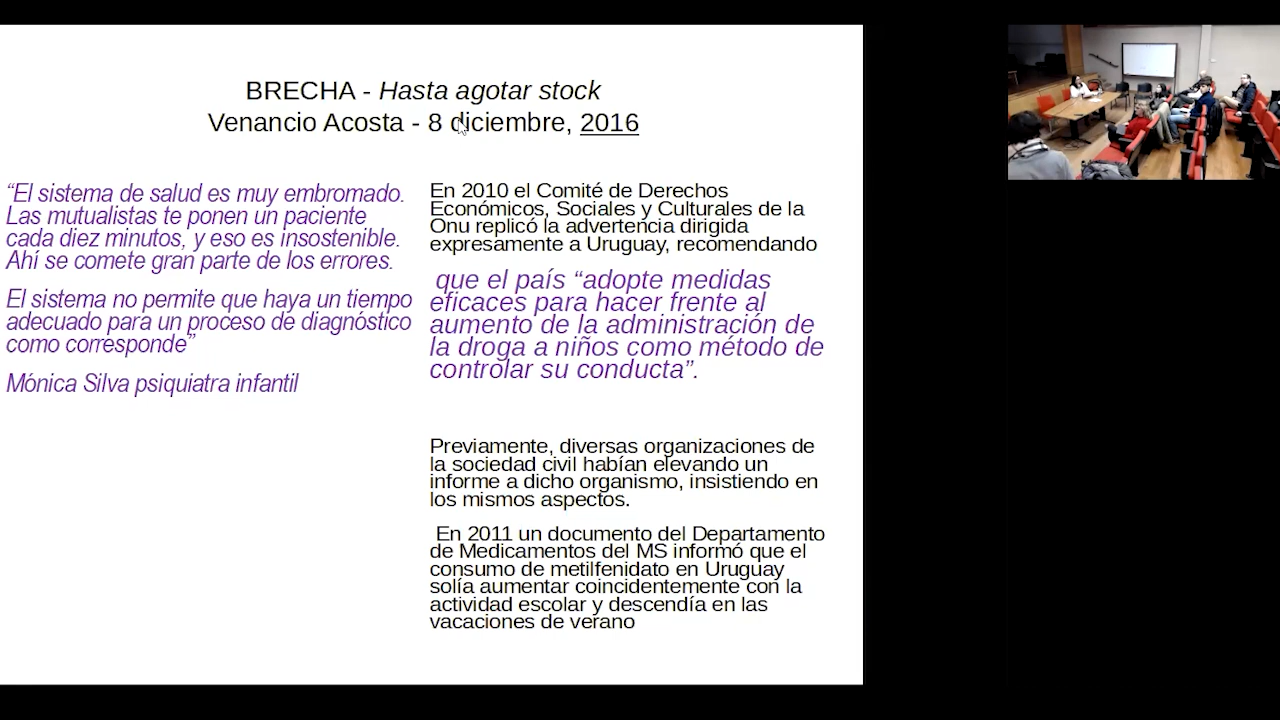 BRECHA - Hasta agotar stock
Venancio Acosta - 8 diciembre, 2016
“El sistema de salud es muy embromado.
Las mutualistas te ponen un paciente
cada diez minutos, y eso es insostenible.
Ahí se comete gran parte de los errores.
El sistema no permite que haya un tiempo
adecuado para un proceso de diagnóstico
como corresponde”
Mónica Silva psiquiatra infantil
En 2010 el Comité de Derechos
Económicos, Sociales y Culturales de la
Onu replicó la advertencia dirigida
expresamente a Uruguay, recomendando
que el país “adopte medidas
eficaces para hacer frente al
aumento de la administración de
la droga a niños como método de
controlar su conducta”.
Previamente, diversas organizaciones de
la sociedad civil habían elevando un
informe a dicho organismo, insistiendo en
los mismos aspectos.
En 2011 un documento del Departamento
de Medicamentos del MS informó que el
consumo de metilfenidato en Uruguay
solía aumentar coincidentemente con la
actividad escolar y descendía en las
vacaciones de verano